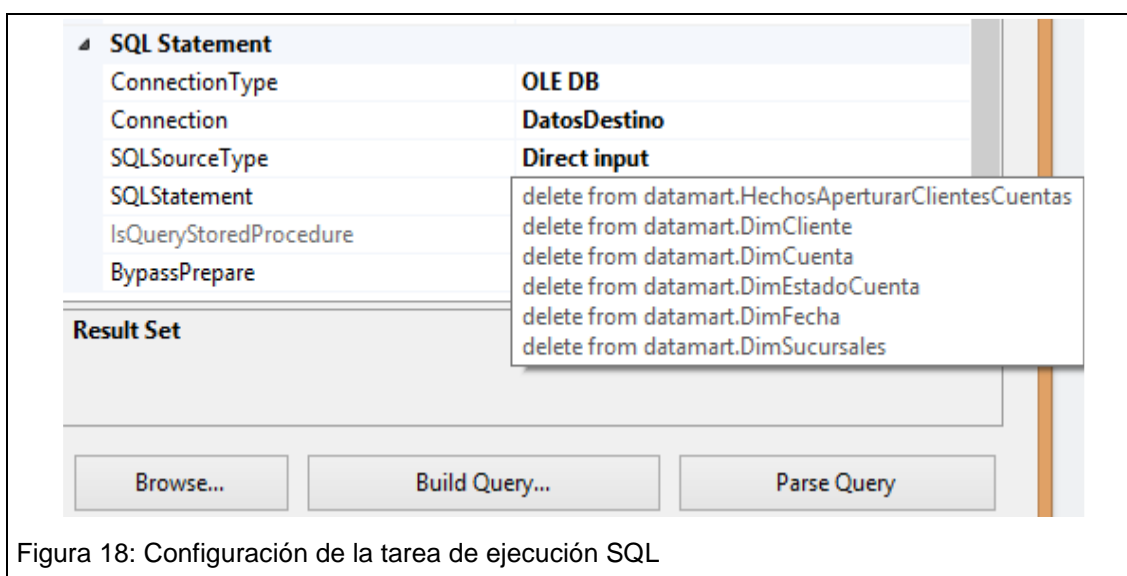 SQL Statement
ConnectionType OLE DB
Connection DatosDestino
SQLSourceType Direct input
SQLStatement delete from datamart.HechosAperturarClientesCuentas
delete from datamart.DimCliente
IsQueryStoredProcedure
delete from datamart.DimCuenta
BypassPrepare
delete from datamart.DimEstadoCuenta
delete from datamart.DimFecha
Result Set
delete from datamart.DimSucursales
Browse... Build Query... Parse Query
Figura 18: Configuración de la tarea de ejecución SQL